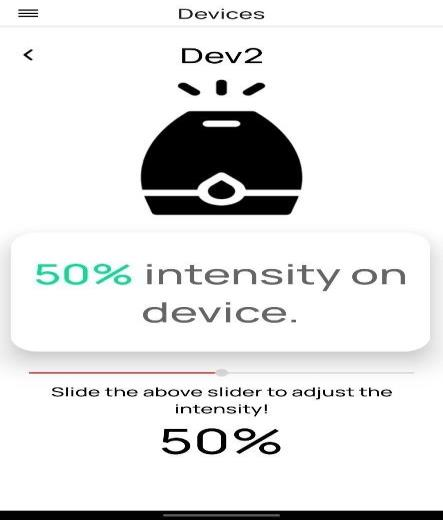 Devices
Dev2
50% intensity on
device.
Slide the above slider to adjust the
intensity!
50%